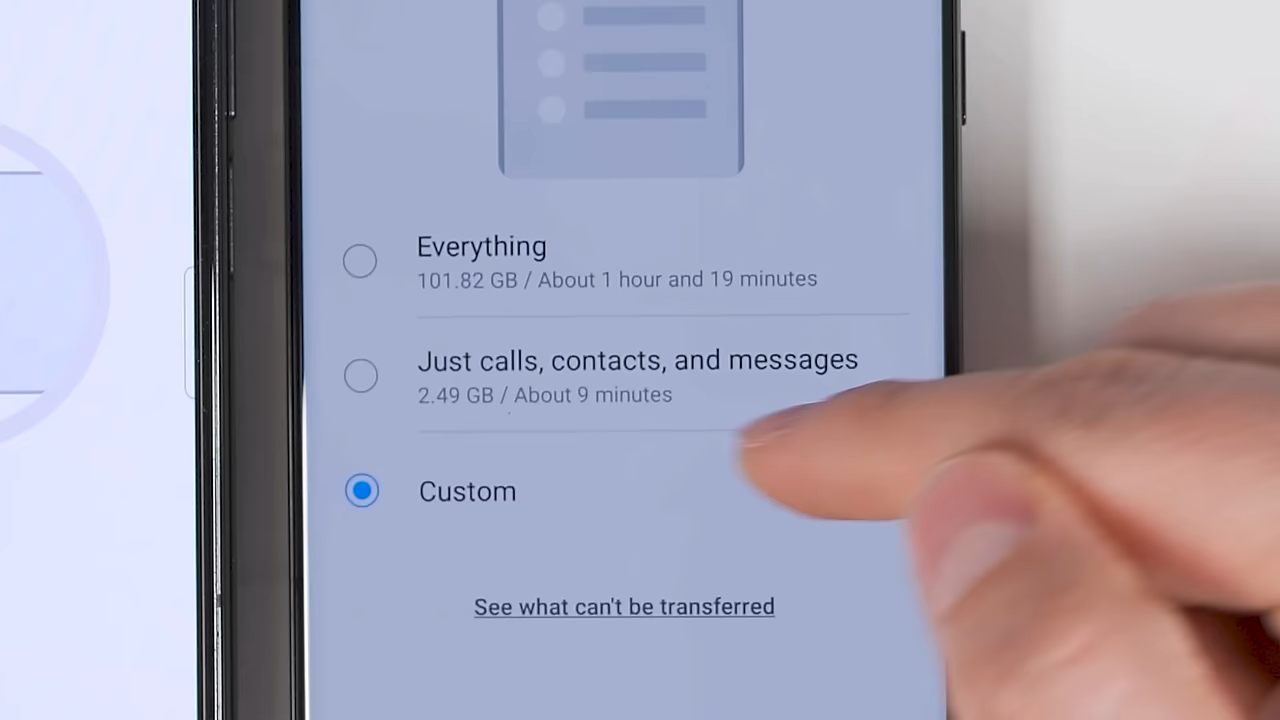 Everything
101.82 GB / About 1 hour and 19 minutes
Just calls, contacts, and messages
2.49 GB / About 9 minutes
Custom
See what can't be transferred